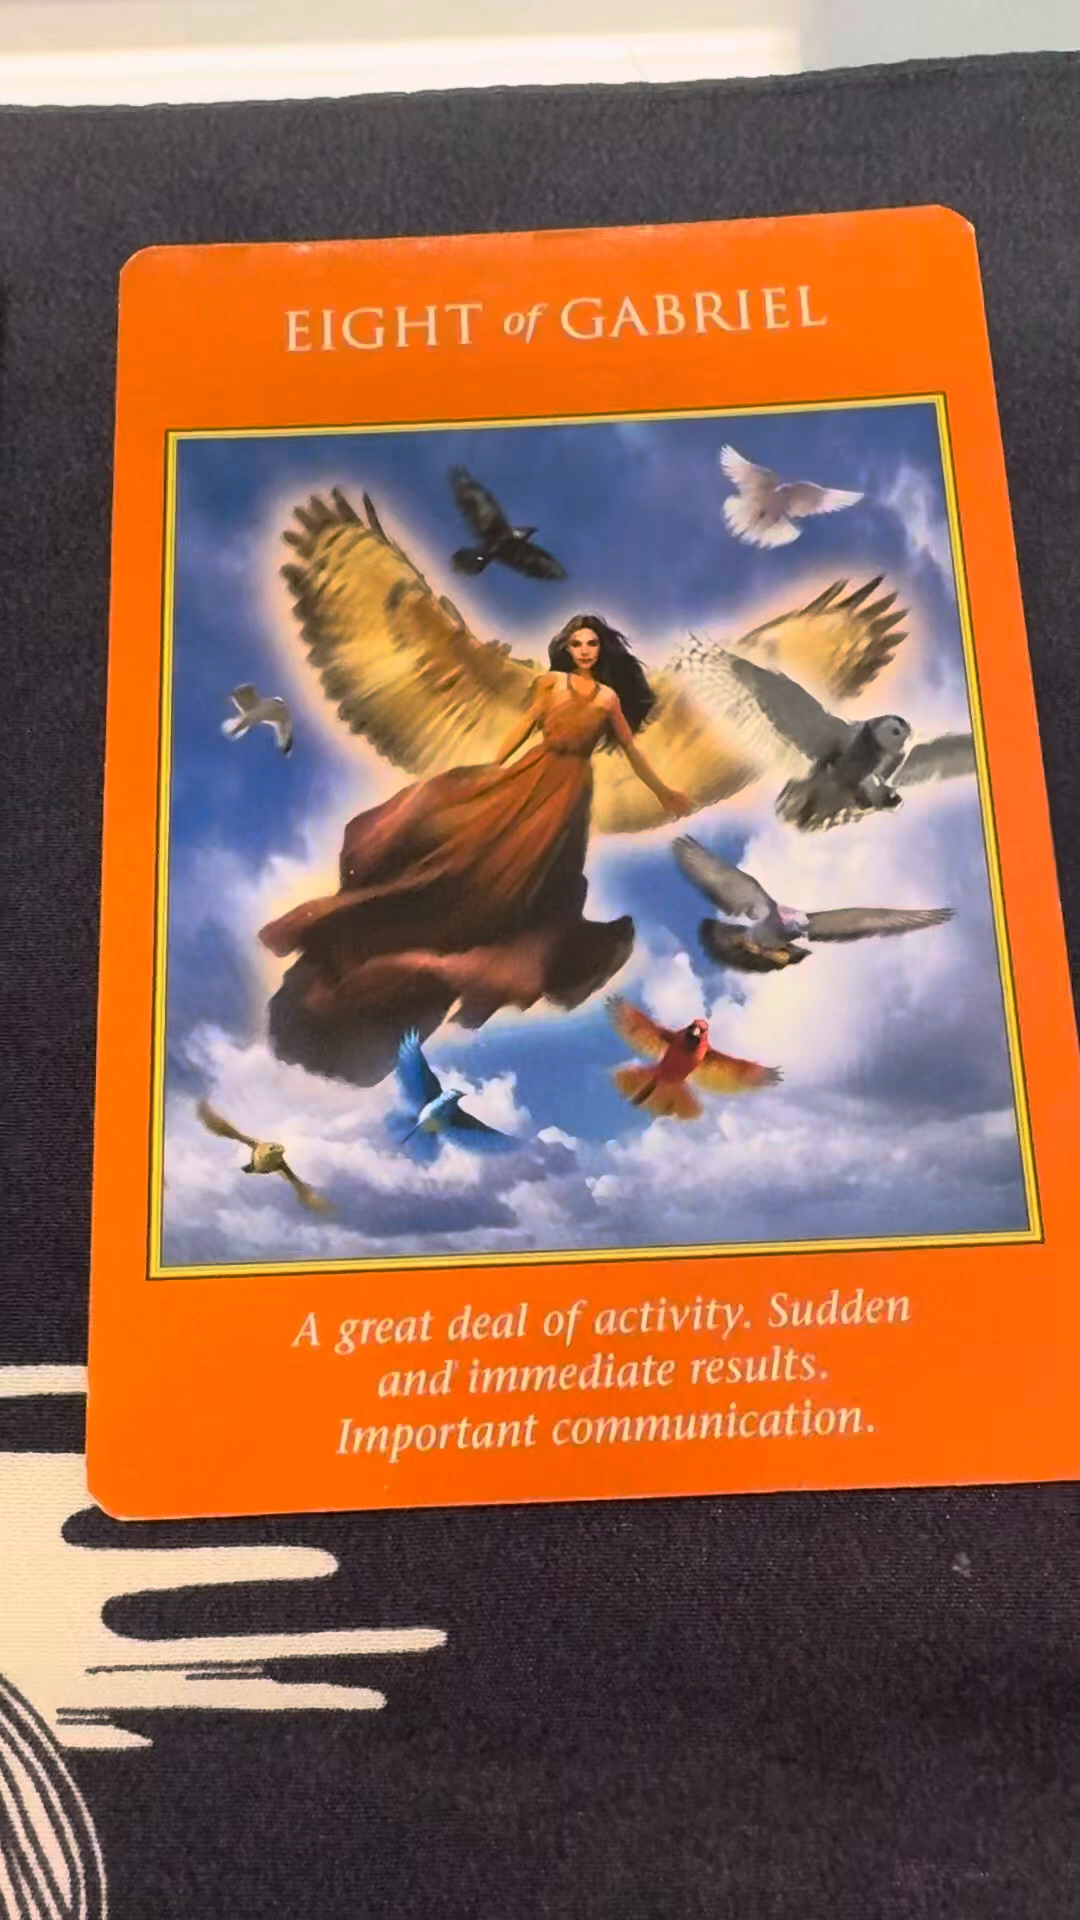 EIGHT of GABRIEL
A great deal of activity. Sudden
and immediate results.
Important communication.